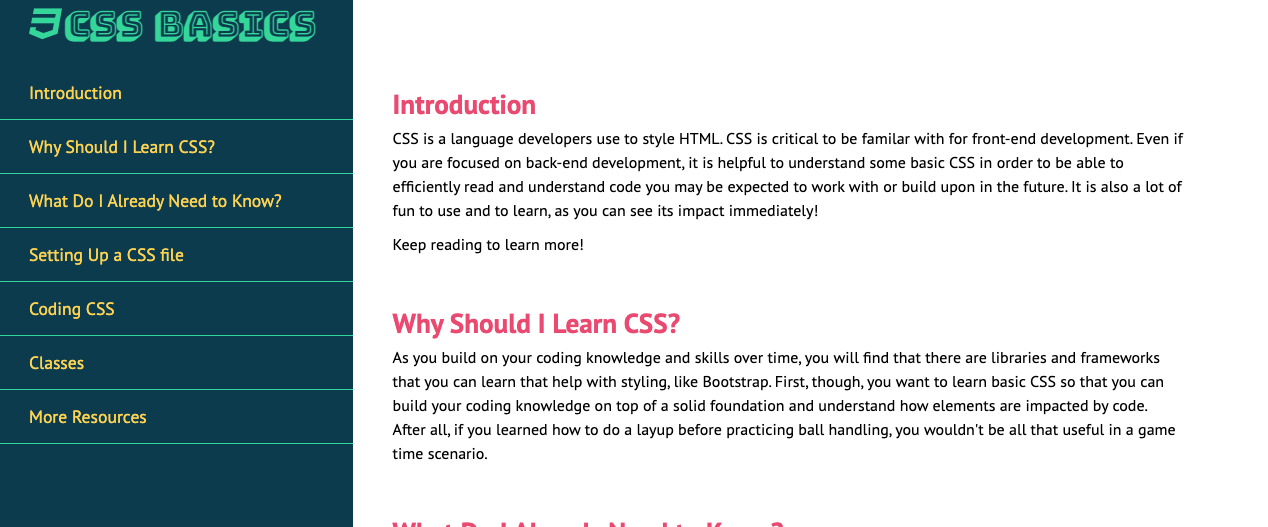 CSS BASICS
Introduction
Why Should I Learn CSS?
What Do I Already Need to Know?
Setting Up a CSS file
Coding CSS
Classes
More Resources
Introduction
CSS is a language developers use to style HTML. CSS is critical to be familar with for front-end development. Even if
you are focused on back-end development, it is helpful to understand some basic CSS in order to be able to
efficiently read and understand code you may be expected to work with or build upon in the future. It is also a lot of
fun to use and to learn, as you can see its impact immediately!
Keep reading to learn more!
Why Should I Learn CSS?
As you build on your coding knowledge and skills over time, you will find that there are libraries and frameworks
that you can learn that help with styling, like Bootstrap. First, though, you want to learn basic CSS so that you can
build your coding knowledge on top of a solid foundation and understand how elements are impacted by code.
After all, if you learned how to do a layup before practicing ball handling, you wouldn't be all that useful in a game
time scenario.
What Do I Already Need to Know?